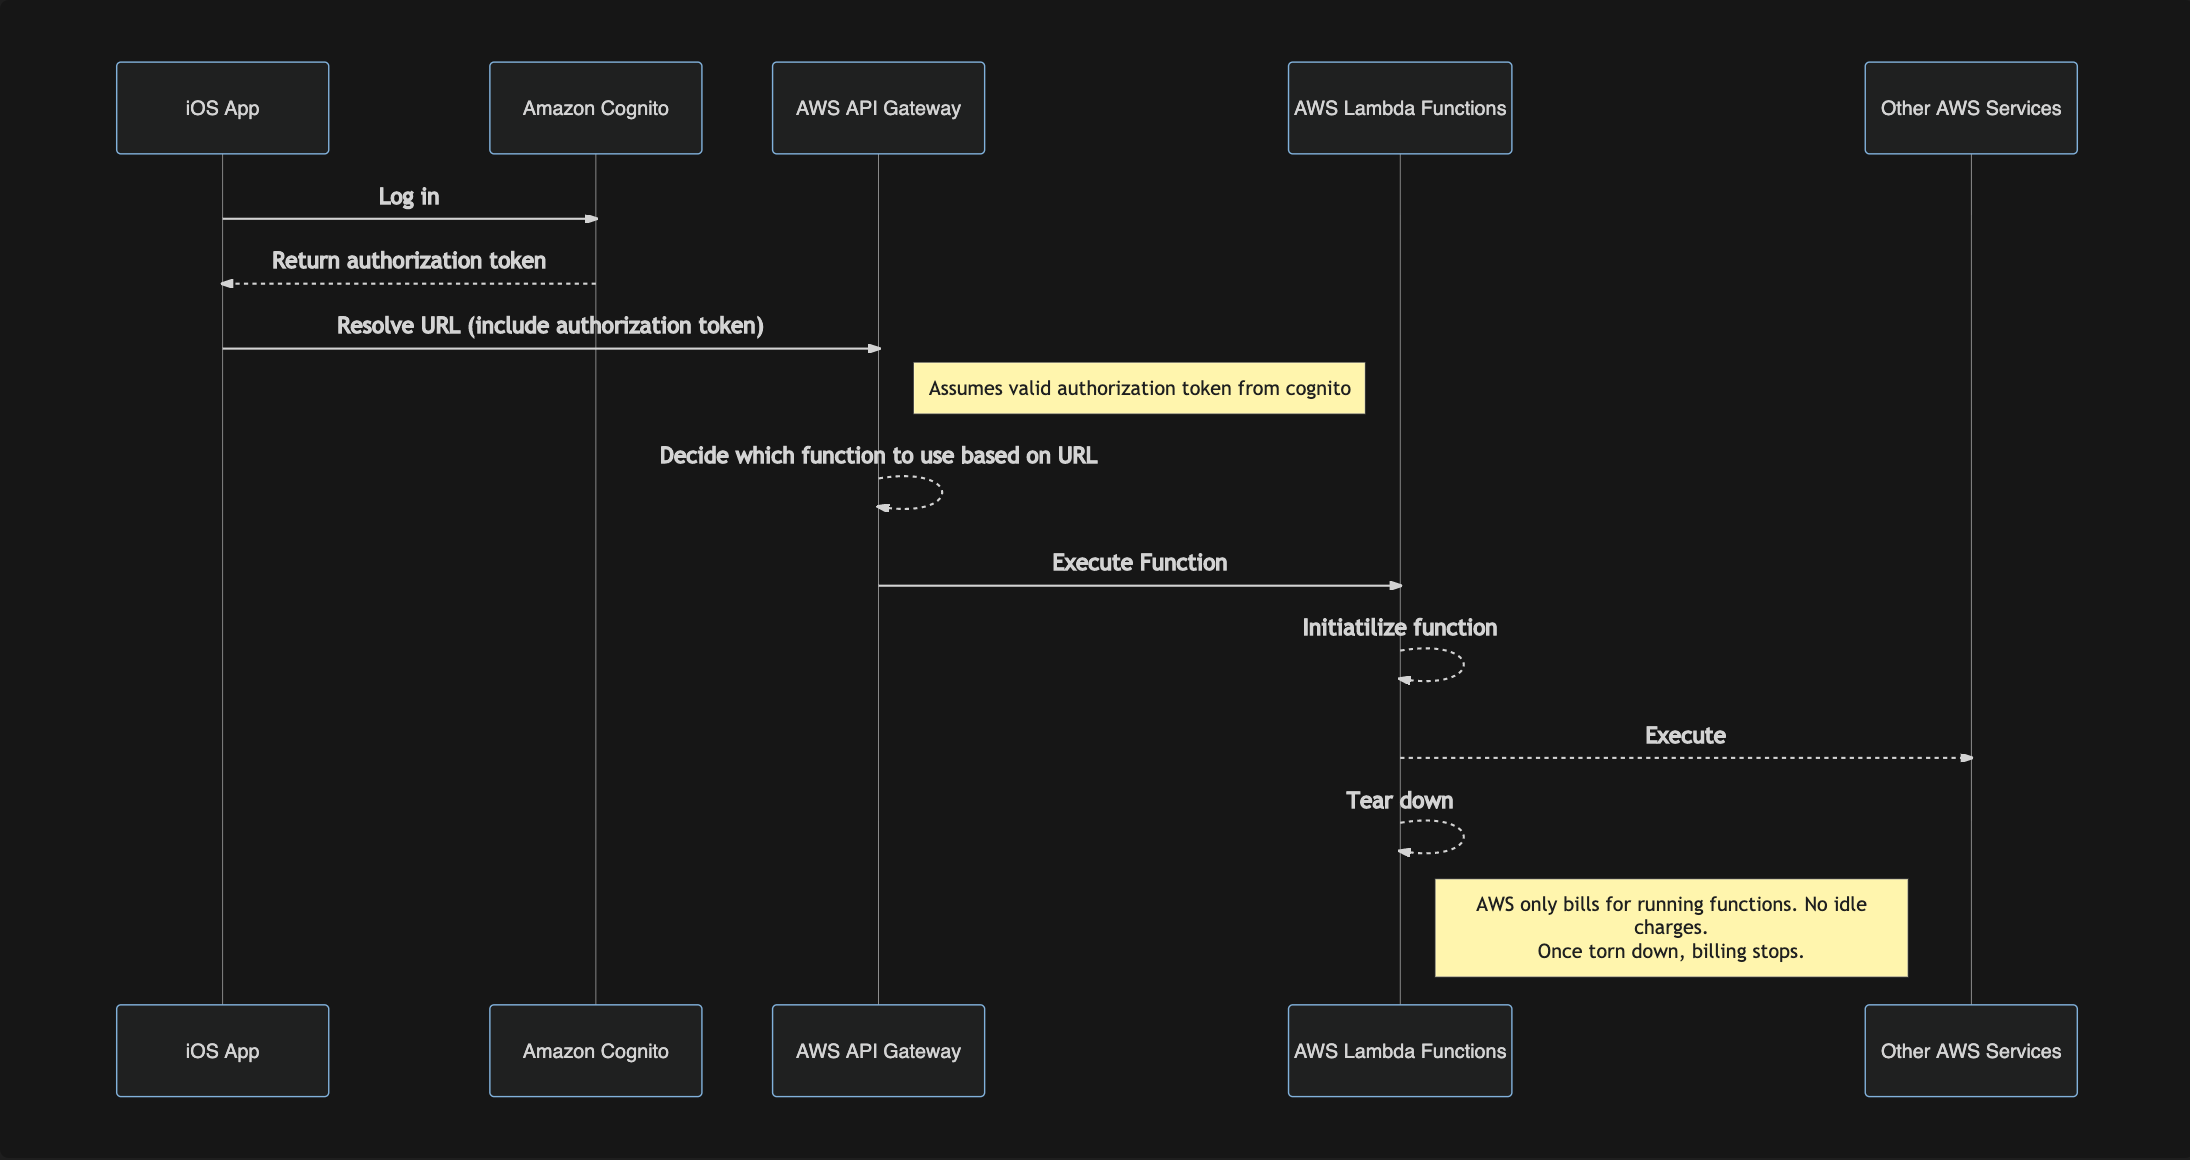 iOS App
Amazon Cognito
AWS API Gateway
AWS Lambda Functions
Other AWS Services
Log in
Return authorization token
Resolve URL (include authorization token)
Assumes valid authorization token from cognito
Decide which function to use based on URL
Execute Function
Initiatilize function
Execute
Tear down
AWS only bills for running functions. No idle
charges.
Once torn down, billing stops.
iOS App
Amazon Cognito
AWS API Gateway
AWS Lambda Functions
Other AWS Services